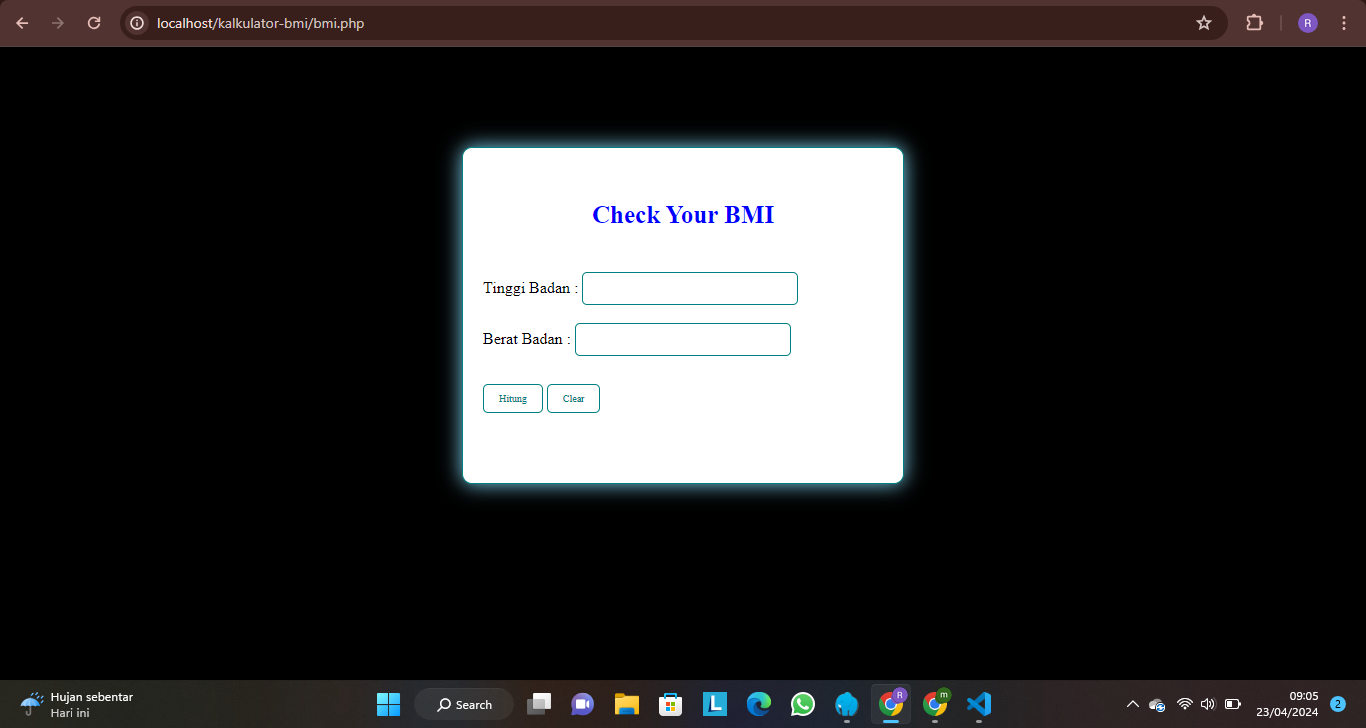 localhost/kalkulator-bmi/bmi.php
R
Check Your BMI
Tinggi Badan :
Berat Badan :
Hitung Clear
Hujan sebentar
Hari ini
Search
L
R
m
09:05
23/04/2024
2